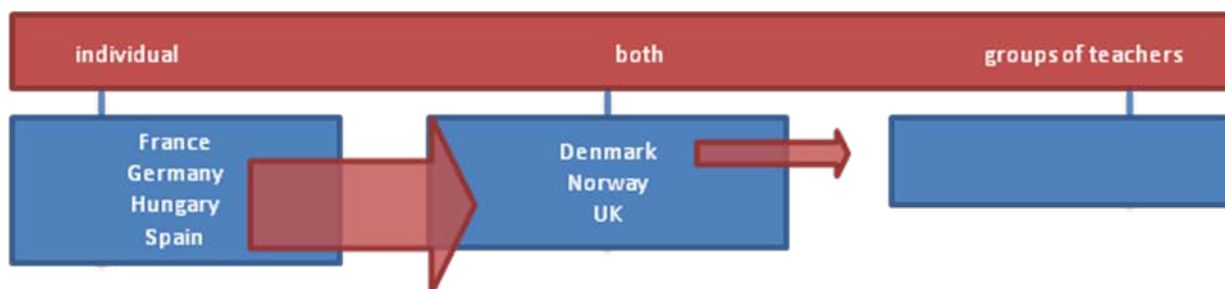 individual both groups of teachers
France
Germany
Hungary
Spain
Denmark
Norway
UK